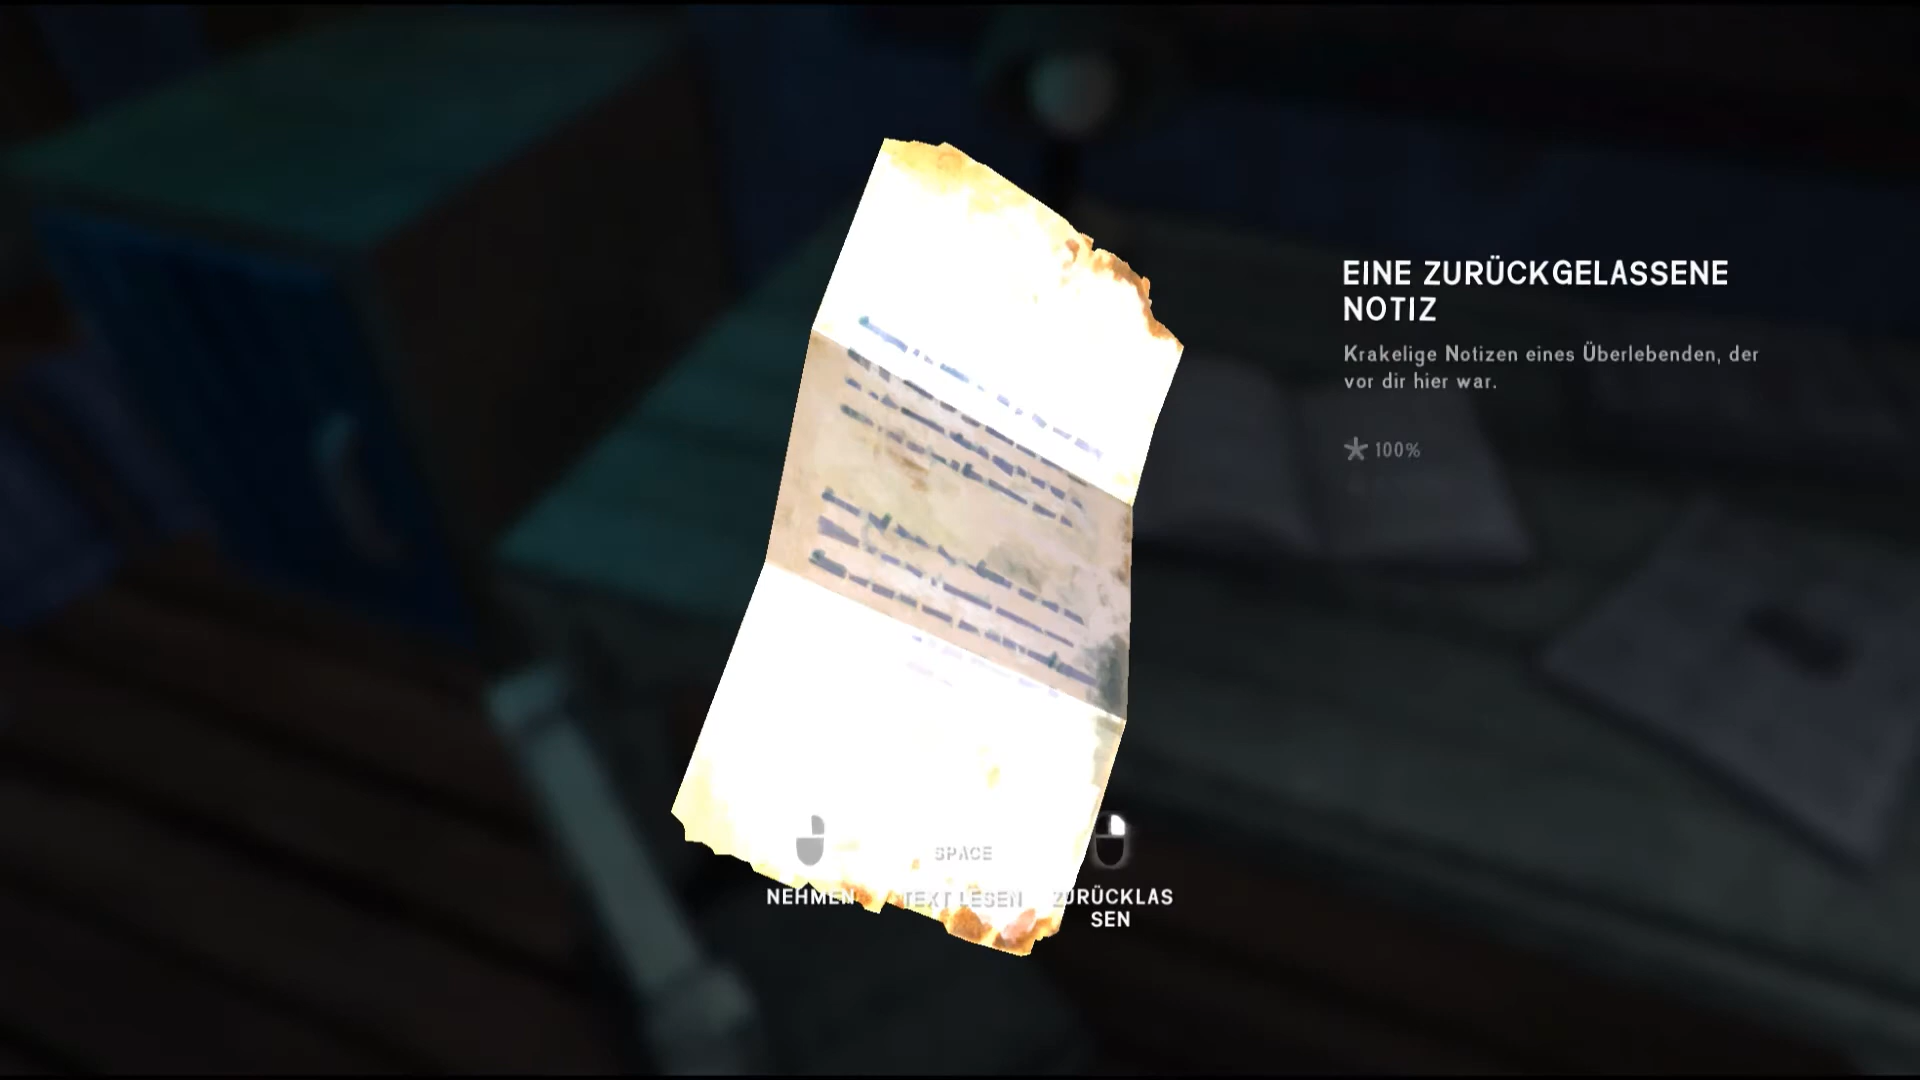 EINE ZURÜCKGELASSENE
NOTIZ
Krakelige Notizen eines Überlebenden, der
vor dir hier war.
100%
SPACE
NEHMEN
TEXT LESEN
ZURÜCKLAS
SEN